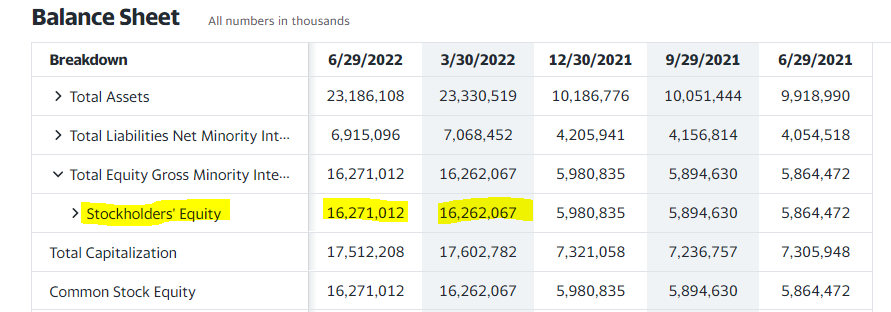 Balance Sheet All numbers in thousands
Breakdown 6/29/2022 3/30/2022 12/30/2021 9/29/2021 6/29/2021
Total Assets 23,186,108 23,330,519 10,186,776 10,051,444 9,918,990
Total Liabilities Net Minority Int... 6,915,096 7,068,452 4,205,941 4,156,814 4,054,518
Total Equity Gross Minority Inte... 16,271,012 16,262,067 5,980,835 5,894,630 5,864,472
Stockholders' Equity 16,271,012 16,262,067 5,980,835 5,894,630 5,864,472
Total Capitalization 17,512,208 17,602,782 7,321,058 7,236,757 7,305,948
Common Stock Equity 16,271,012 16,262,067 5,980,835 5,894,630 5,864,472